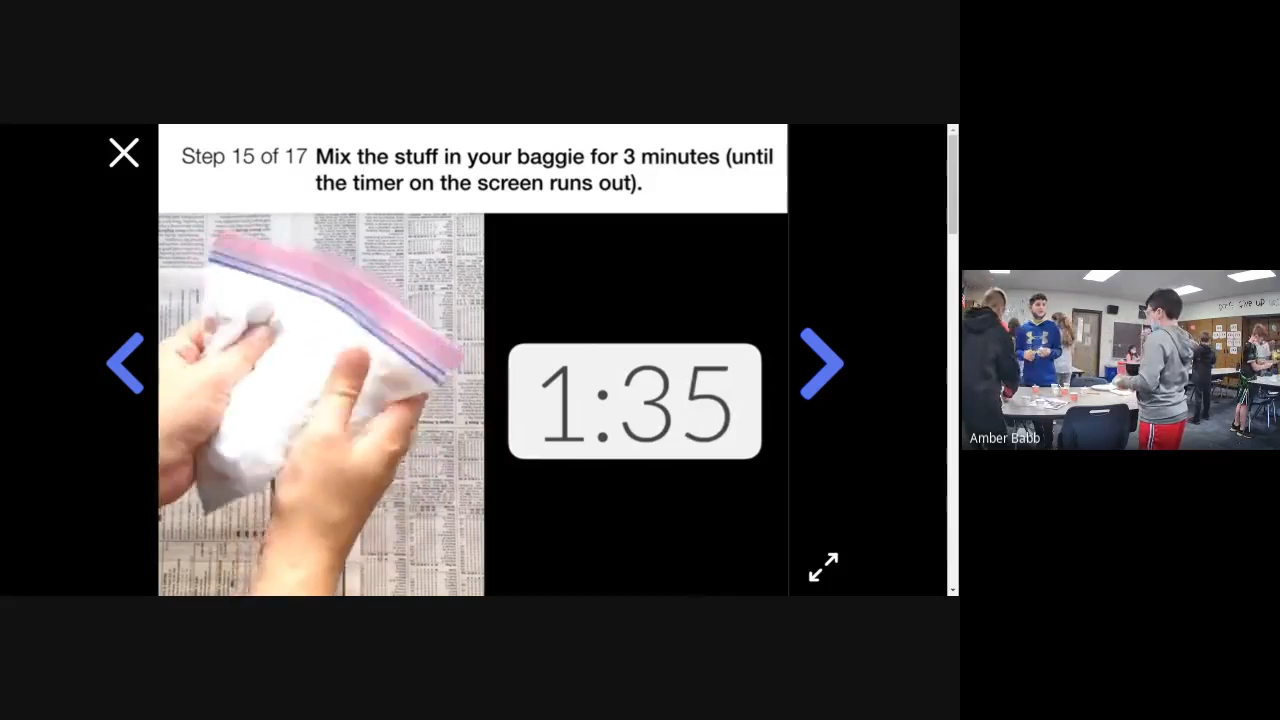 Step 15 of 17 Mix the stuff in your baggie for 3 minutes (until
the timer on the screen runs out).
1:35
Amber Babb